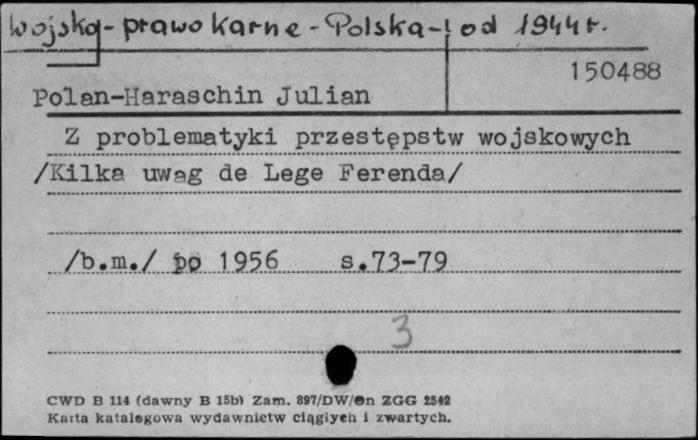 Wojsko - prawo karne - Polska - od 1944 r.
150488
Polan-Haraschin Julian
Z problematyki przestępstw wojskowych
/Kilka uwag de Lege Ferenda/
/b.m./ po 1956 s.73-79
3
CWD B 114 (dawny B 15b) Zam. 897/DW/Gn ZGG 2542
Karta katalogowa wydawnictw ciągłych i zwartych.